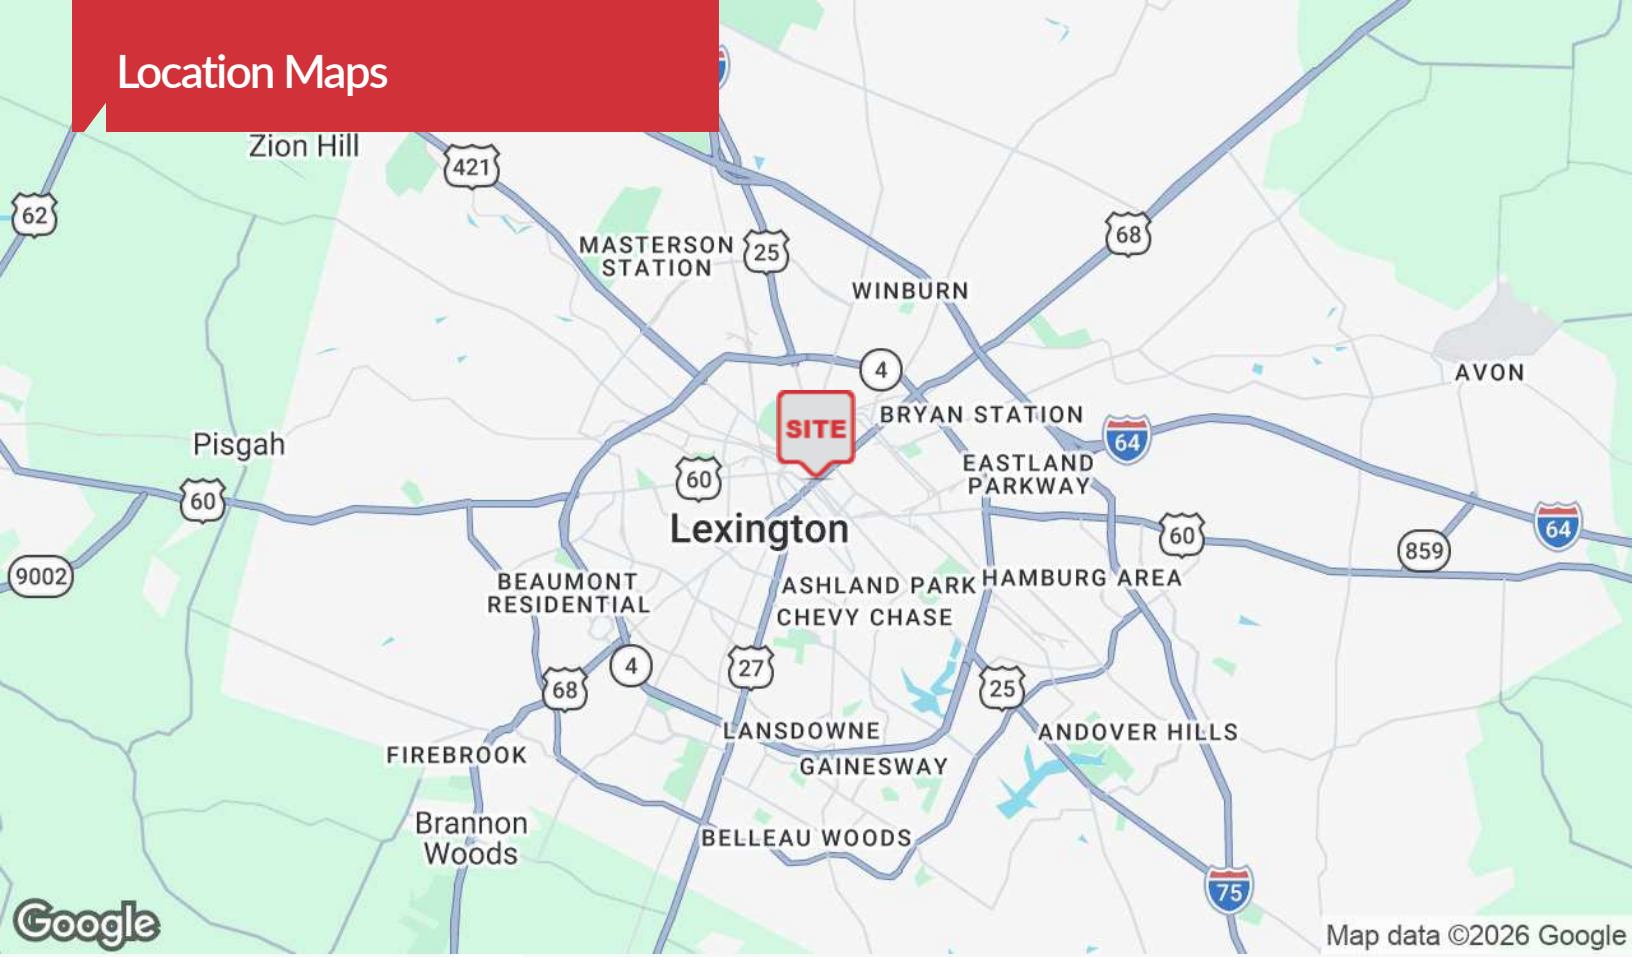 Location Maps
Zion Hill
421
62
68
MASTERSON
STATION
25
WINBURN
4
AVON
SITE
BRYAN STATION
64
Pisgah
EASTLAND
PARKWAY
60
60
Lexington
60
64
859
9002
BEAUMONT
RESIDENTIAL
ASHLAND PARK
HAMBURG AREA
CHEVY CHASE
4
27
68
25
LANSDOWNE
ANDOVER HILLS
FIREBROOK
GAINESWAY
Brannon
Woods
BELLEAU WOODS
75
Google
Map data ©2026 Google